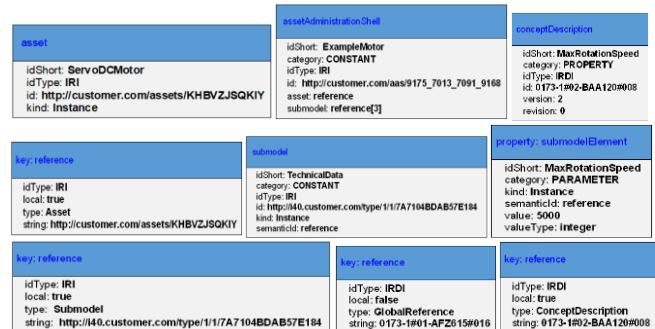 asset
idShort: ServoDCMotor
idType: IRI
id: http://customer.com/assets/KHBVZJSQKIY
kind: Instance
assetAdministrationShell
idShort: ExampleMotor
category: CONSTANT
idType: IRI
id: http://customer.com/aas/9175_7013_7091_9168
asset: reference
submodel: reference[3]
conceptDescription
idShort: MaxRotationSpeed
category: PROPERTY
idType: IRDI
id: 0173-1#02-BAA120#008
version: 2
revision: 0
key: reference
idType: IRI
local: true
type: Asset
string: http://customer.com/assets/KHBVZJSQKIY
submodel
idShort: TechnicalData
category: CONSTANT
idType: IRI
id: http://i40.customer.com/type/1/1/7A7104BDAB57E184
kind: Instance
semanticId: reference
property: submodelElement
idShort: MaxRotationSpeed
category: PARAMETER
kind: Instance
semanticId: reference
value: 5000
valueType: integer
key: reference
idType: IRI
local: true
type: Submodel
string: http://i40.customer.com/type/1/1/7A7104BDAB57E184
key: reference
idType: IRDI
local: false
type: GlobalReference
string: 0173-1#01-AFZ615#016
key: reference
idType: IRDI
local: true
type: ConceptDescription
string: 0173-1#02-BAA120#008